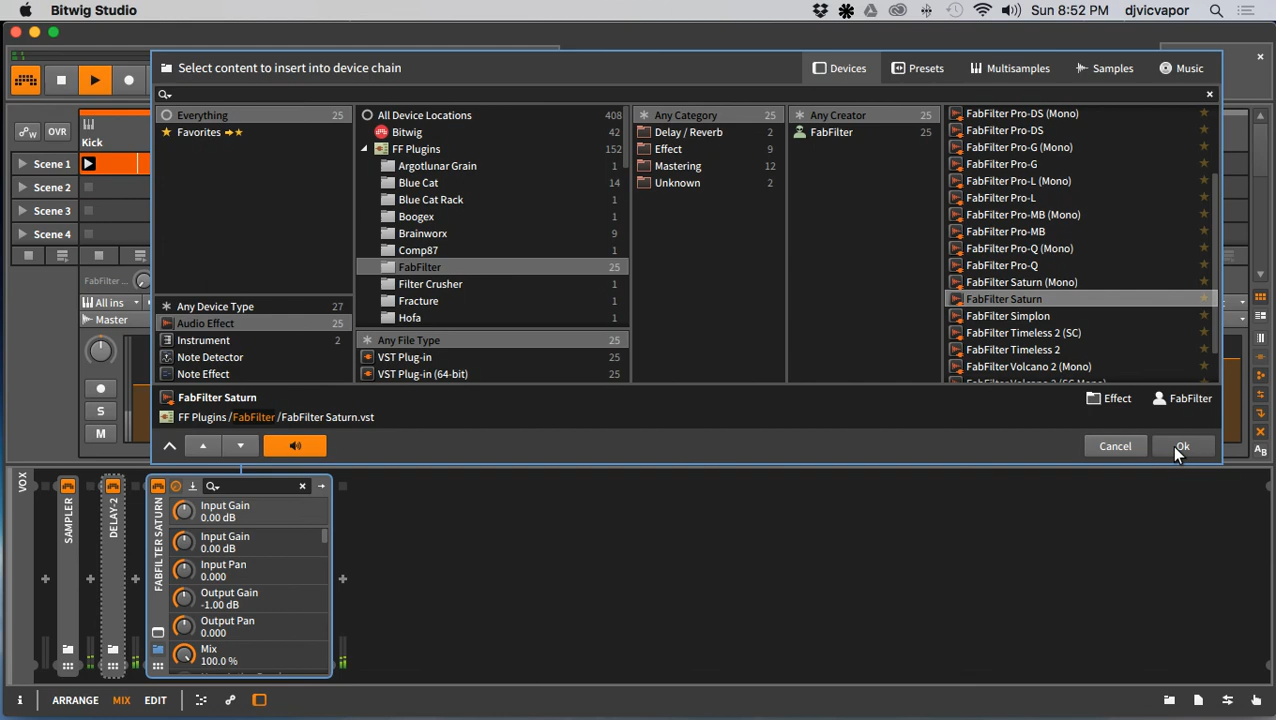 Bitwig Studio
Sun 8:52 PM
djvicvapor
Select content to insert into device chain
Devices
Presets
Multisamples
Samples
Music
OVR
Kick
Scene 1
Scene 2
Scene 3
Scene 4
FabFilter
All ins
Master
S
M
Everything 25
Favorites
Any Device Type 27
Audio Effect 25
Instrument 2
Note Detector
Note Effect
All Device Locations 408
Bitwig 42
FF Plugins 152
Argotlunar Grain 1
Blue Cat 14
Blue Cat Rack 1
Boogex 1
Brainworx 9
Comp87 1
FabFilter 25
Filter Crusher 1
Fracture 1
Hofa 1
Any File Type 25
VST Plug-in 25
VST Plug-in (64-bit) 25
Any Category 25
Delay / Reverb 2
Effect 9
Mastering 12
Unknown 2
Any Creator 25
FabFilter 25
FabFilter Pro-DS (Mono)
FabFilter Pro-DS
FabFilter Pro-G (Mono)
FabFilter Pro-G
FabFilter Pro-L (Mono)
FabFilter Pro-L
FabFilter Pro-MB (Mono)
FabFilter Pro-MB
FabFilter Pro-Q (Mono)
FabFilter Pro-Q
FabFilter Saturn (Mono)
FabFilter Saturn
FabFilter Simplon
FabFilter Timeless 2 (SC)
FabFilter Timeless 2
FabFilter Volcano 2 (Mono)
FabFilter Saturn
Effect
FabFilter
FF Plugins /FabFilter /FabFilter Saturn.vst
Cancel
Ok
AB
VOX
SAMPLER
DELAY-2
FABFILTER SATURN
Input Gain
0.00 dB
Input Gain
0.00 dB
Input Pan
0.000
Output Gain
-1.00 dB
Output Pan
0.000
Mix
100.0 %
i
ARRANGE
MIX
EDIT